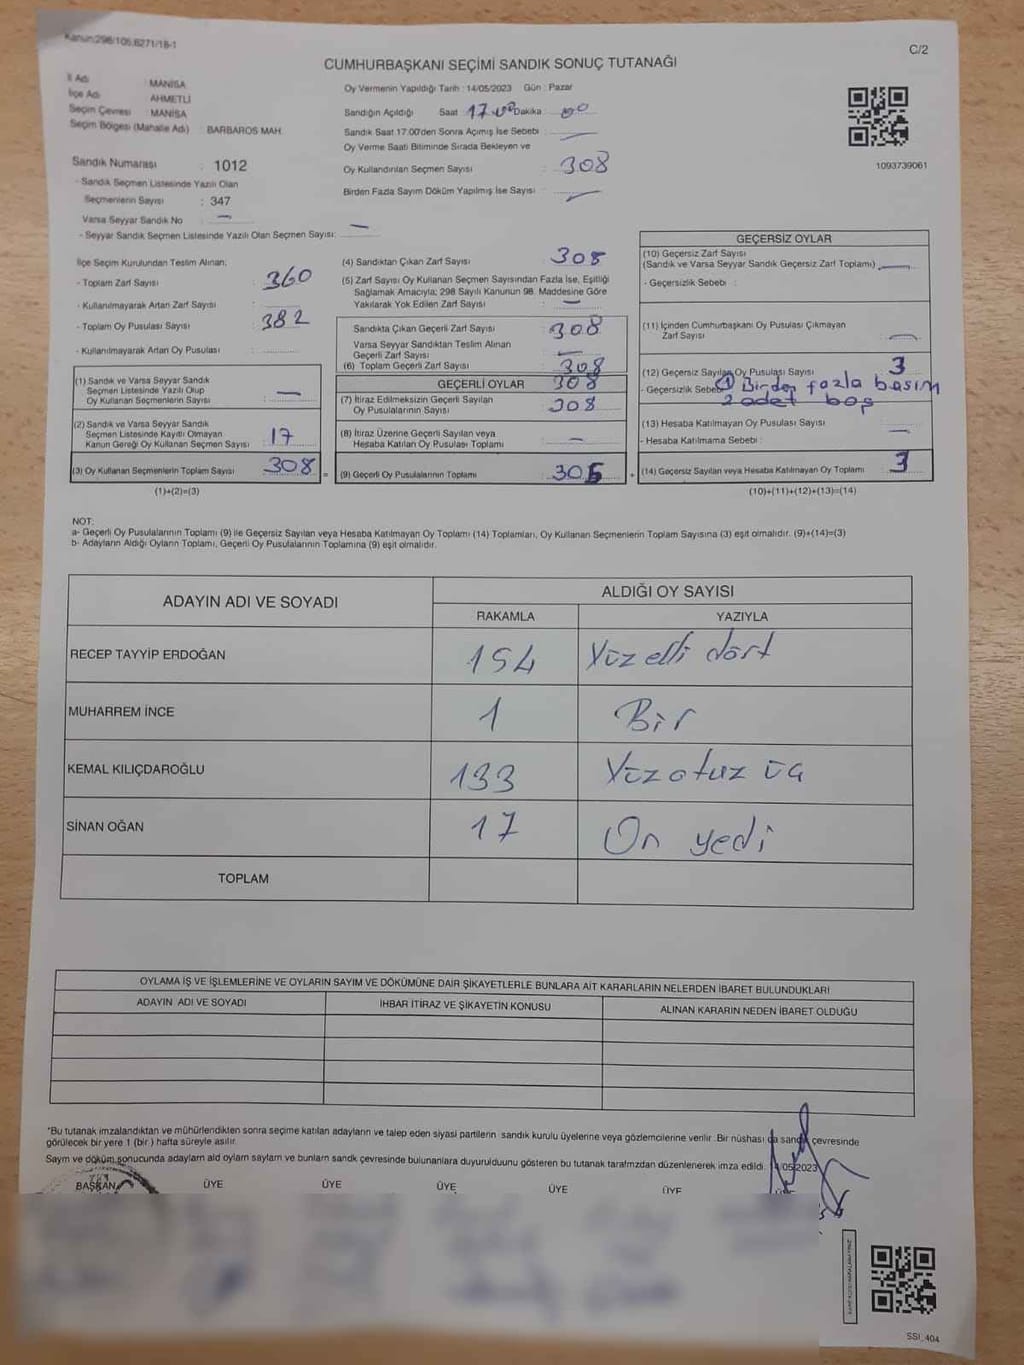 Kanun:298/105,6271/18-1
C/2
CUMHURBAŞKANI SEÇİMİ SANDIK SONUÇ TUTANAĞI
İl Adı : MANİSA
İlçe Adı : AHMETLİ
Seçim Çevresi : MANİSA
Seçim Bölgesi (Mahalle Adı) : BARBAROS MAH.
Sandık Numarası : 1012
- Sandık Seçmen Listesinde Yazılı Olan
Seçmenlerin Sayısı : 347
Varsa Seyyar Sandık No : —
- Seyyar Sandık Seçmen Listesinde Yazılı Olan Seçmen Sayısı: —
Oy Vermenin Yapıldığı Tarih : 14/05/2023 Gün : Pazar
Sandığın Açıldığı Saat 17.00 Dakika 00
Sandık Saat 17.00'den Sonra Açımış İse Sebebi : —
Oy Verme Saati Bitiminde Sırada Bekleyen ve
Oy Kullandırılan Seçmen Sayısı : 308
Birden Fazla Sayım Döküm Yapılmış İse Sayısı : —
1093739061
İlçe Seçim Kurulundan Teslim Alınan;
- Toplam Zarf Sayısı : 360
- Kullanılmayarak Artan Zarf Sayısı :
- Toplam Oy Pusulası Sayısı : 382
- Kullanılmayarak Artan Oy Pusulası :
(1) Sandık ve Varsa Seyyar Sandık
Seçmen Listesinde Yazılı Olup
Oy Kullanan Seçmenlerin Sayısı : —
(2) Sandık ve Varsa Seyyar Sandık
Seçmen Listesinde Kayıtlı Olmayan
Kanun Gereği Oy Kullanan Seçmen Sayısı : 17
(3) Oy Kullanan Seçmenlerin Toplam Sayısı : 308
(1)+(2)=(3)
(4) Sandıktan Çıkan Zarf Sayısı : 308
(5) Zarf Sayısı Oy Kullanan Seçmen Sayısından Fazla İse, Eşitliği
Sağlamak Amacıyla; 298 Sayılı Kanunun 98. Maddesine Göre
Yakılarak Yok Edilen Zarf Sayısı : —
Sandıkta Çıkan Geçerli Zarf Sayısı : 308
Varsa Seyyar Sandıktan Teslim Alınan
Geçerli Zarf Sayısı : —
(6) Toplam Geçerli Zarf Sayısı : 308
GEÇERLİ OYLAR 308
(7) İtiraz Edilmeksizin Geçerli Sayılan
Oy Pusulalarının Sayısı : 308
(8) İtiraz Üzerine Geçerli Sayılan veya
Hesaba Katılan Oy Pusulası Toplamı : —
= (9) Geçerli Oy Pusulalarının Toplamı : 305 +
GEÇERSİZ OYLAR
(10) Geçersiz Zarf Sayısı
(Sandık ve Varsa Seyyar Sandık Geçersiz Zarf Toplamı) —
- Geçersizlik Sebebi :
(11) İçinden Cumhurbaşkanı Oy Pusulası Çıkmayan
Zarf Sayısı : —
(12) Geçersiz Sayılan Oy Pusulası Sayısı : 3
- Geçersizlik Sebebi 1 Birden fazla basım
2 adet boş
(13) Hesaba Katılmayan Oy Pusulası Sayısı : —
- Hesaba Katılmama Sebebi :
(14) Geçersiz Sayılan veya Hesaba Katılmayan Oy Toplamı : 3
(10)+(11)+(12)+(13)=(14)
NOT:
a- Geçerli Oy Pusulalarının Toplamı (9) ile Geçersiz Sayılan veya Hesaba Katılmayan Oy Toplamı (14) Toplamları, Oy Kullanan Seçmenlerin Toplam Sayısına (3) eşit olmalıdır. (9)+(14)=(3)
b- Adayların Aldığı Oyların Toplamı, Geçerli Oy Pusulalarının Toplamına (9) eşit olmalıdır.
ADAYIN ADI VE SOYADI
ALDIĞI OY SAYISI
RAKAMLA YAZIYLA
RECEP TAYYİP ERDOĞAN 154 Yüz elli dört
MUHARREM İNCE 1 Bir
KEMAL KILIÇDAROĞLU 133 Yüzotuz üç
SİNAN OĞAN 17 On yedi
TOPLAM
OYLAMA İŞ VE İŞLEMLERİNE VE OYLARIN SAYIM VE DÖKÜMÜNE DAİR ŞİKAYETLERLE BUNLARA AİT KARARLARIN NELERDEN İBARET BULUNDUKLARI
ADAYIN ADI VE SOYADI İHBAR İTİRAZ VE ŞİKAYETİN KONUSU ALINAN KARARIN NEDEN İBARET OLDUĞU
*Bu tutanak imzalandıktan ve mühürlendikten sonra seçime katılan adayların ve talep eden siyasi partilerin sandık kurulu üyelerine veya gözlemcilerine verilir. Bir nüshası da sandık çevresinde
görülecek bir yere 1 (bir ) hafta süreyle asılır.
Sayım ve döküm sonucunda adayların ald oyların sayların ve bunların sandk çevresinde bulunanlara duyurulduunu gösteren bu tutanak tarafmzdan düzenlenerek imza edildi. 14/05/2023
BAŞKAN ÜYE ÜYE ÜYE ÜYE ÜYE
SSI_404